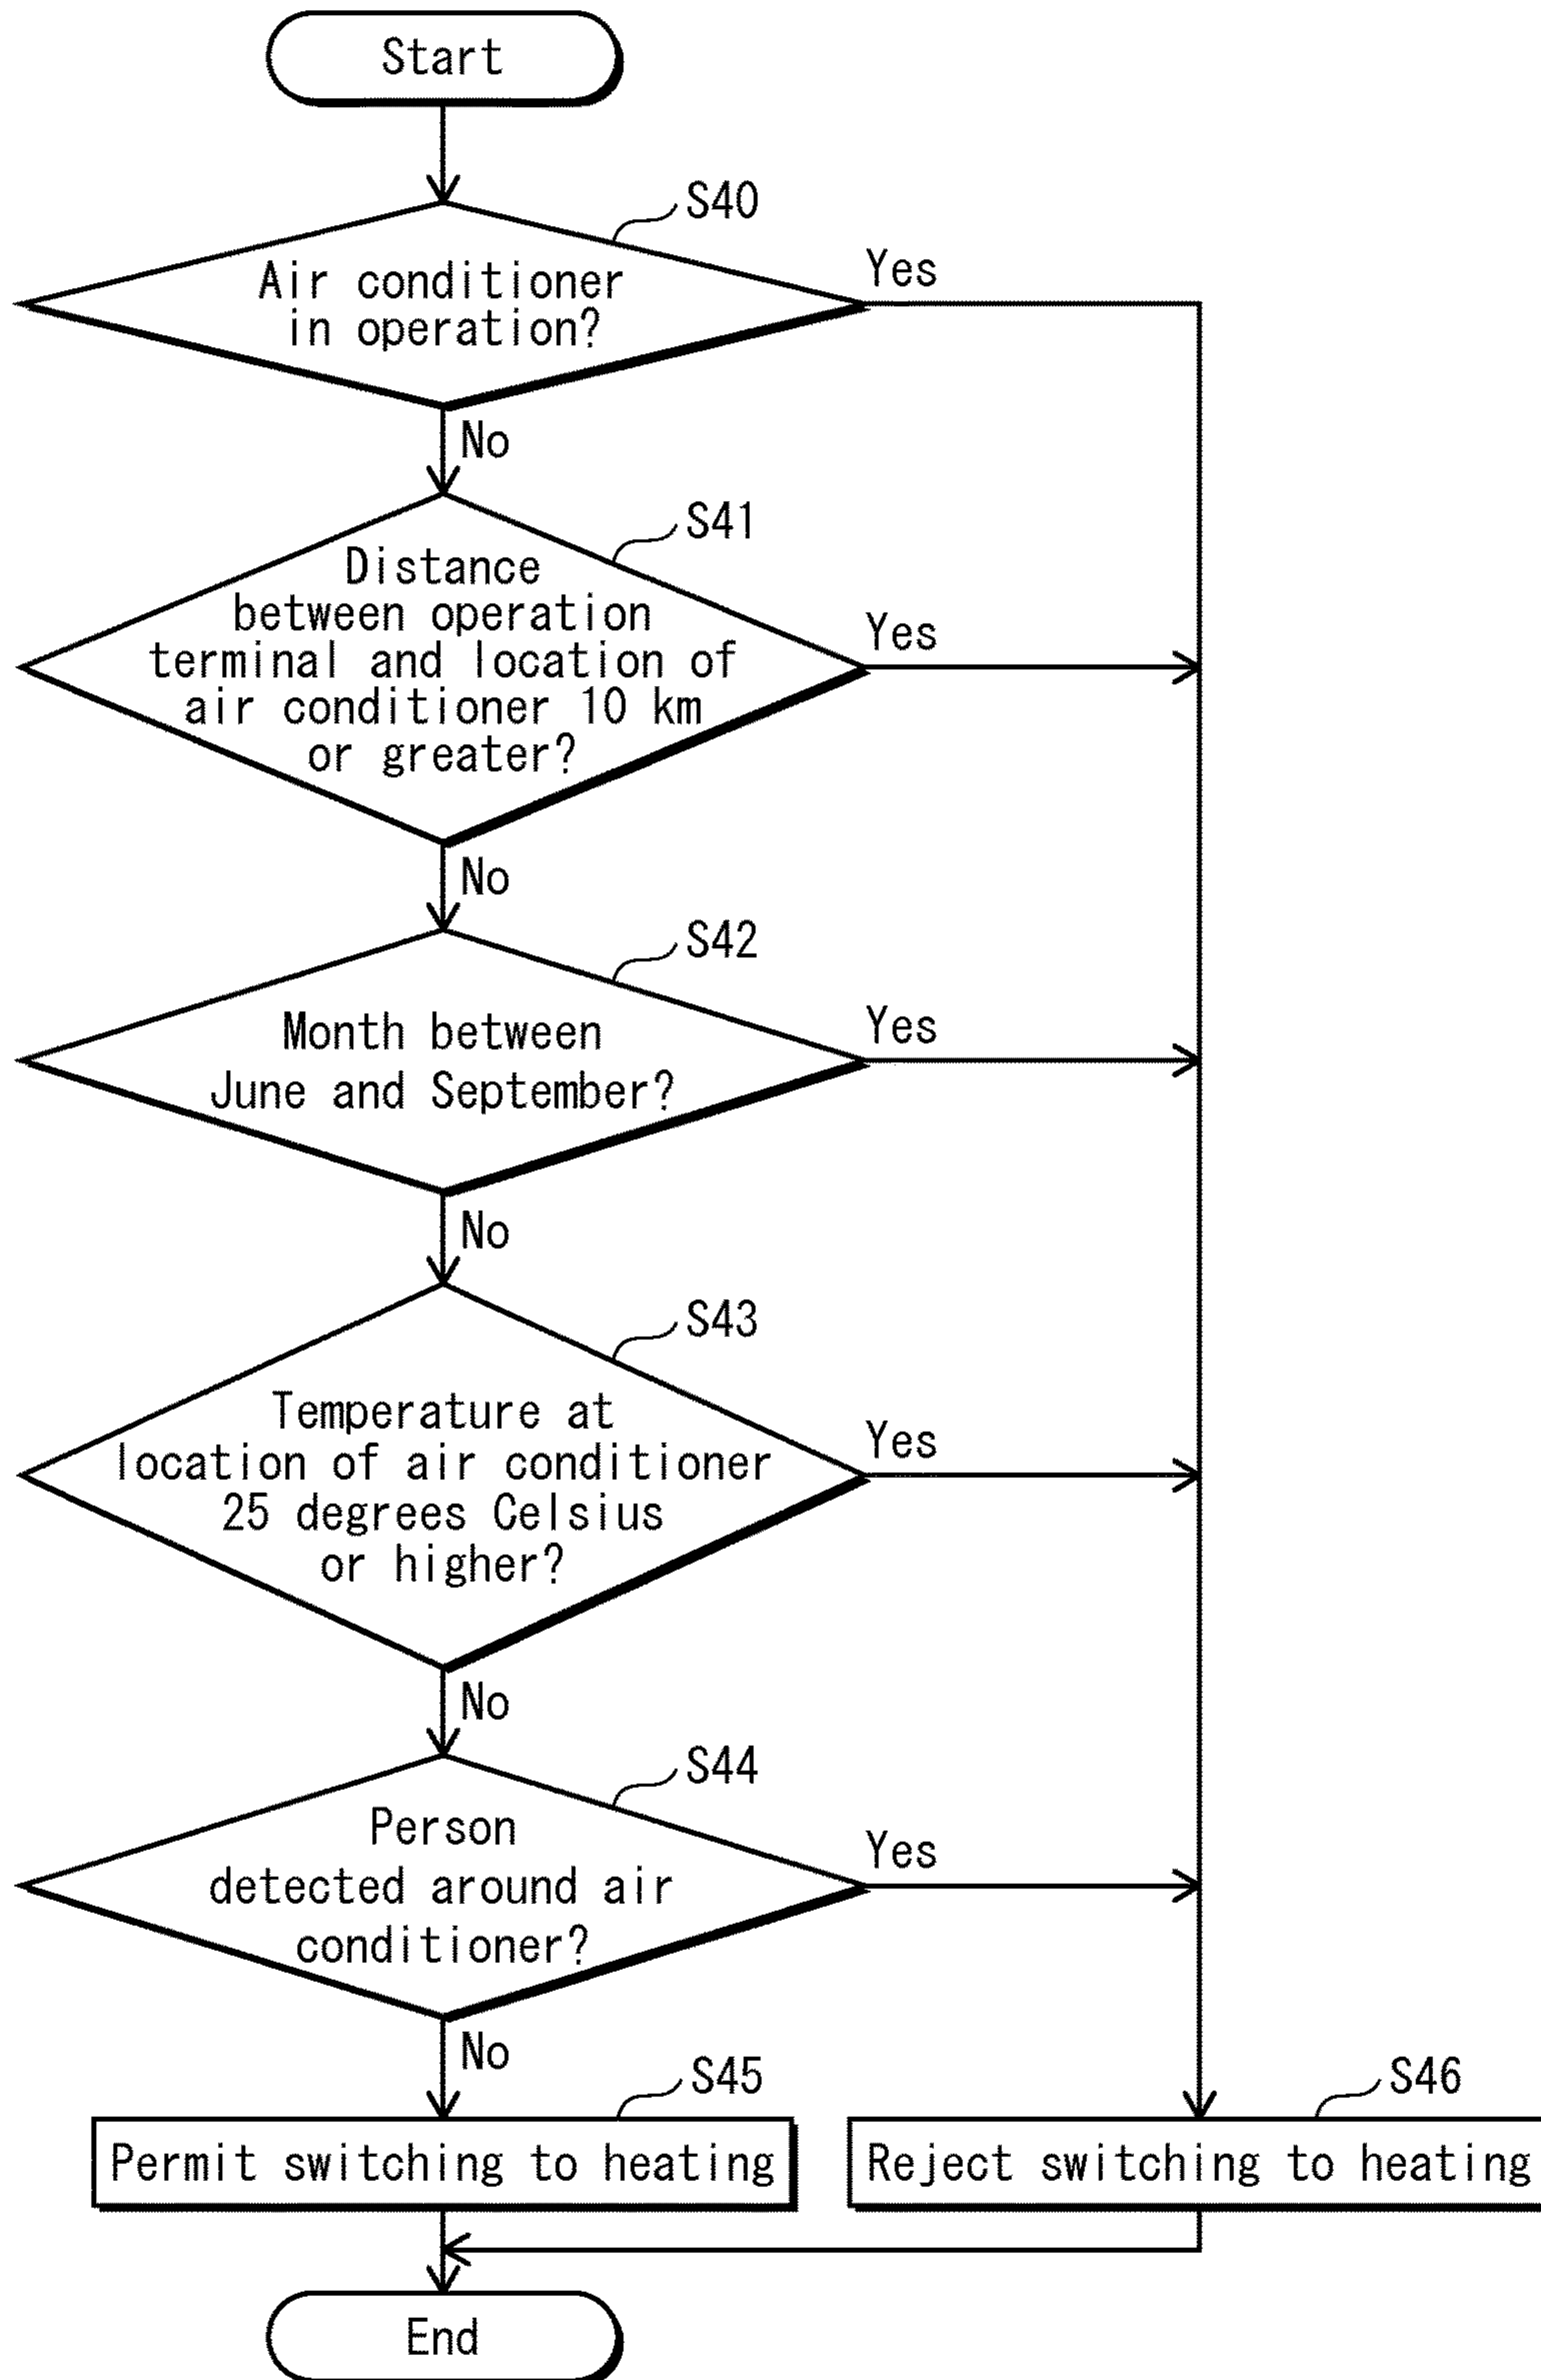 Start
S40
Air conditioner
in operation?
Yes
No
S41
Distance
between operation
terminal and location of
air conditioner 10 km
or greater?
Yes
No
S42
Month between
June and September?
Yes
No
S43
Temperature at
location of air conditioner
25 degrees Celsius
or higher?
Yes
No
S44
Person
detected around air
conditioner?
Yes
No
S45
Permit switching to heating
S46
Reject switching to heating
End